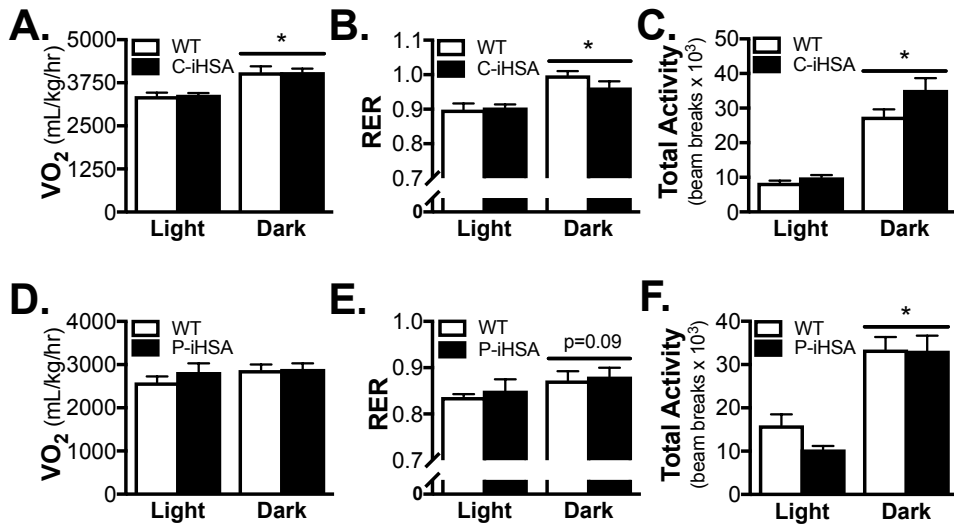 A.
WT
C-iHSA
*
5000
3750
2500
1250
0
VO2 (mL/kg/hr)
Light Dark
B.
WT
C-iHSA
*
1.1
1.0
0.9
0.8
0.7
0
RER
Light Dark
C.
WT
C-iHSA
*
40
30
20
10
0
Total Activity
(beam breaks x 10³)
Light Dark
D.
WT
P-iHSA
4000
3000
2000
1000
0
VO2 (mL/kg/hr)
Light Dark
E.
WT
P-iHSA
p=0.09
1.0
0.9
0.8
0.7
0
RER
Light Dark
F.
WT
P-iHSA
*
40
30
20
10
0
Total Activity
(beam breaks x 10³)
Light Dark